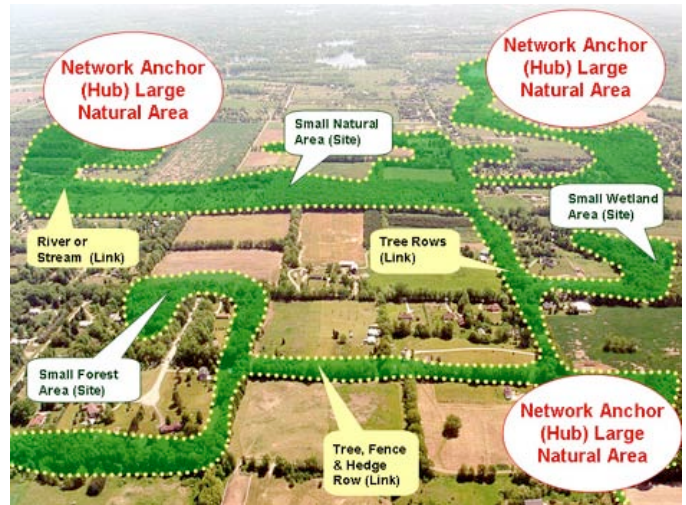 Network Anchor
(Hub) Large
Natural Area
Network Anchor
(Hub) Large
Natural Area
Small Natural
Area (Site)
Small Wetland
Area (Site)
River or
Stream (Link)
Tree Rows
(Link)
Small Forest
Area (Site)
Network Anchor
(Hub) Large
Natural Area
Tree, Fence
& Hedge
Row (Link)